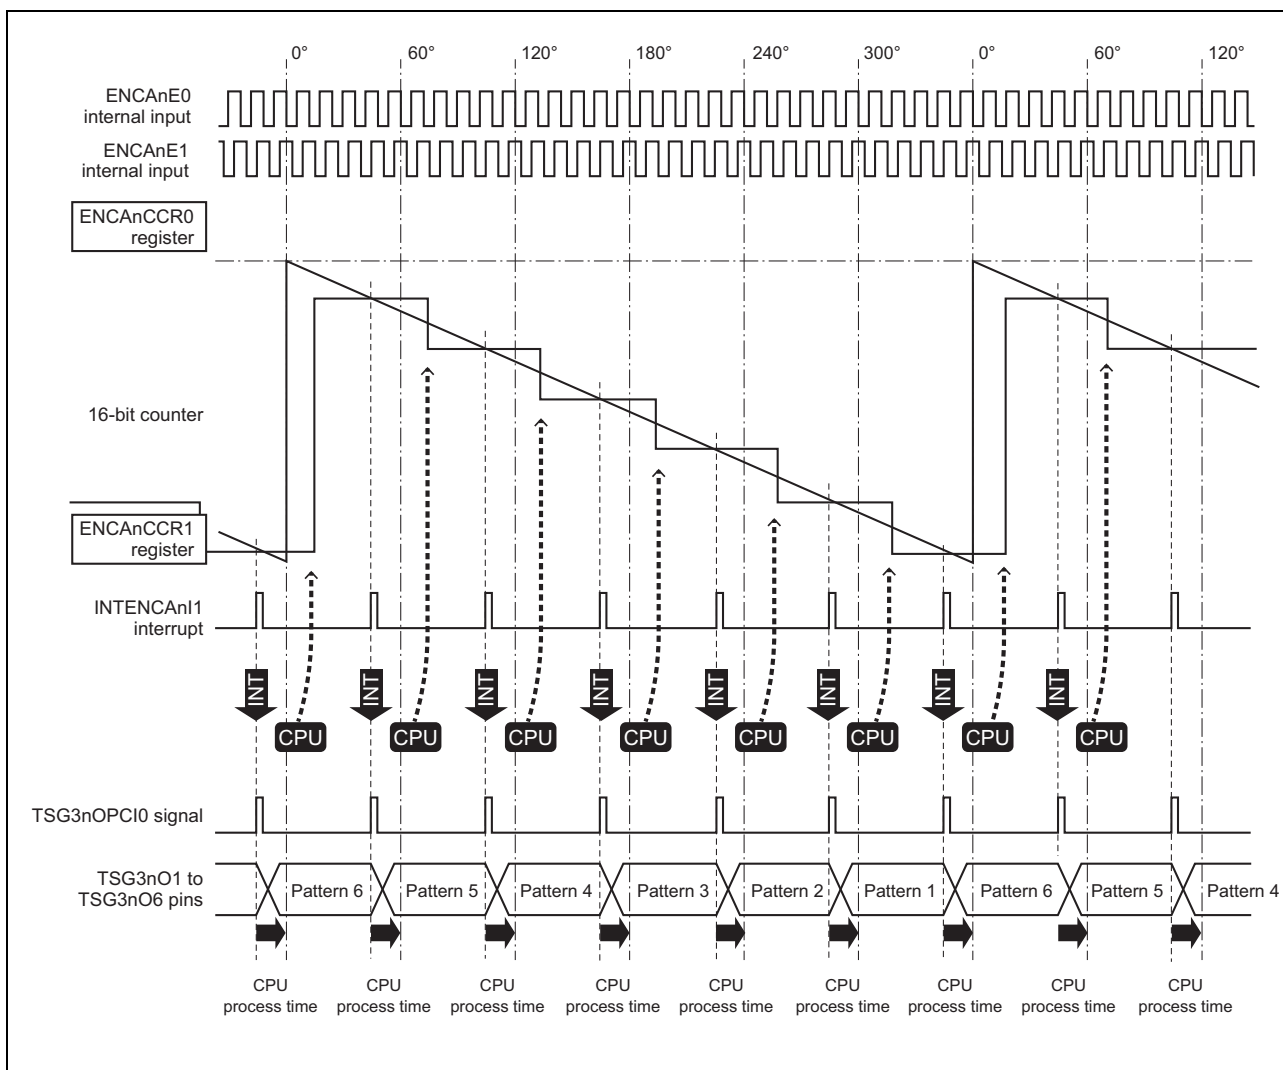 0° 60° 120° 180° 240° 300° 0° 60° 120°
ENCAnE0
internal input
ENCAnE1
internal input
ENCAnCCR0
register
16-bit counter
ENCAnCCR1
register
INTENCAnI1
interrupt
INT INT INT INT INT INT INT INT
CPU CPU CPU CPU CPU CPU CPU CPU
TSG3nOPCI0 signal
TSG3nO1 to
TSG3nO6 pins
Pattern 6 Pattern 5 Pattern 4 Pattern 3 Pattern 2 Pattern 1 Pattern 6 Pattern 5 Pattern 4
CPU CPU CPU CPU CPU CPU CPU CPU CPU
process time process time process time process time process time process time process time process time process time